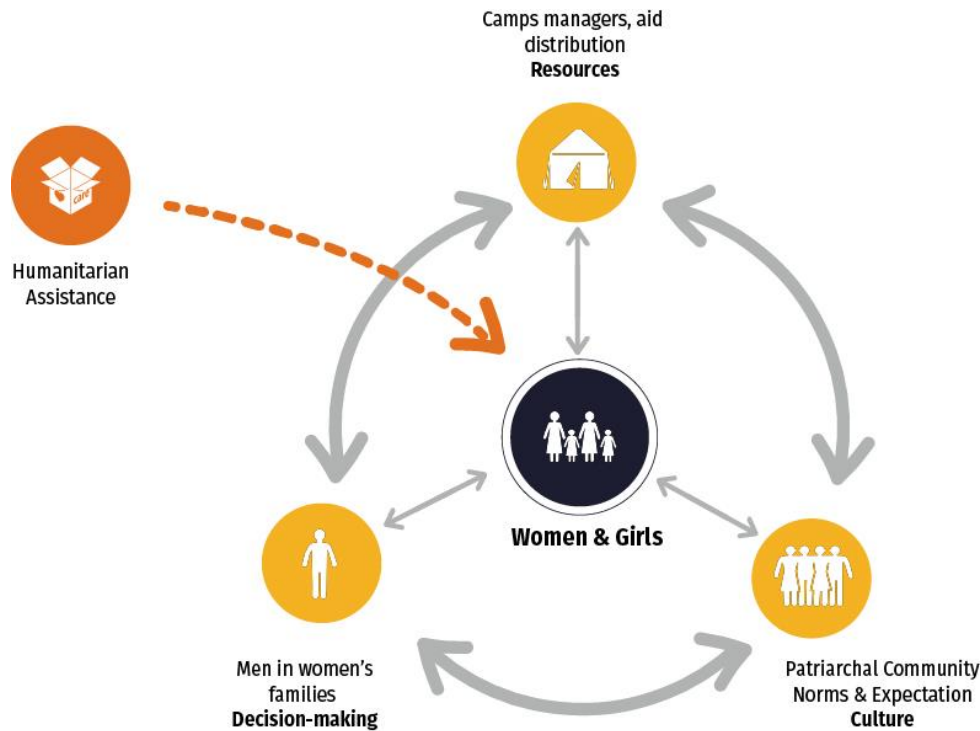 Camps managers, aid
distribution
Resources
care
Humanitarian
Assistance
Women & Girls
Men in women's
families
Decision-making
Patriarchal Community
Norms & Expectation
Culture